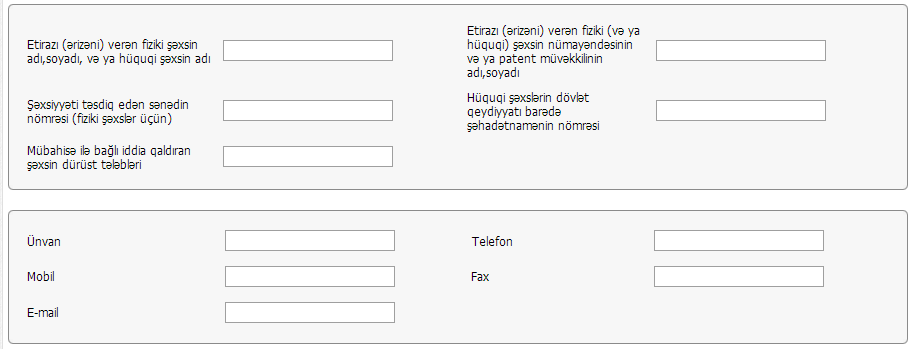 Etirazı (ərizəni) verən fiziki şəxsin
adı,soyadı, və ya hüquqi şəxsin adı
Etirazı (ərizəni) verən fiziki (və ya
hüquqi) şəxsin nümayəndəsinin
və ya patent müvəkkilinin
adı,soyadı
Şəxsiyyəti təsdiq edən sənədin
nömrəsi (fiziki şəxslər üçün)
Hüquqi şəxslərin dövlət
qeydiyyatı barədə
şəhadətnamənin nömrəsi
Mübahisə ilə bağlı iddia qaldıran
şəxsin dürüst tələbləri
Ünvan
Telefon
Mobil
Fax
E-mail